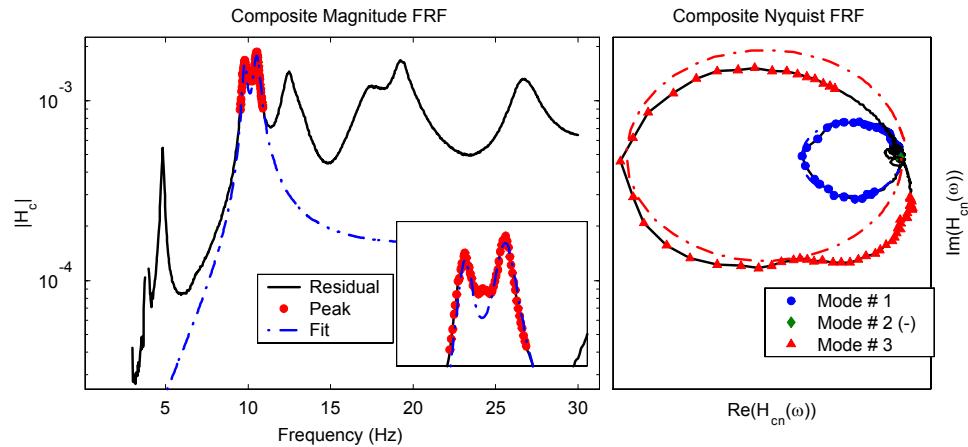 Composite Magnitude FRF
Composite Nyquist FRF
10⁻³
10⁻⁴
|H_c|
5
10
15
20
25
30
Frequency (Hz)
Residual
Peak
Fit
Mode # 1
Mode # 2 (-)
Mode # 3
Re(H_cn(ω))
Im(H_cn(ω))